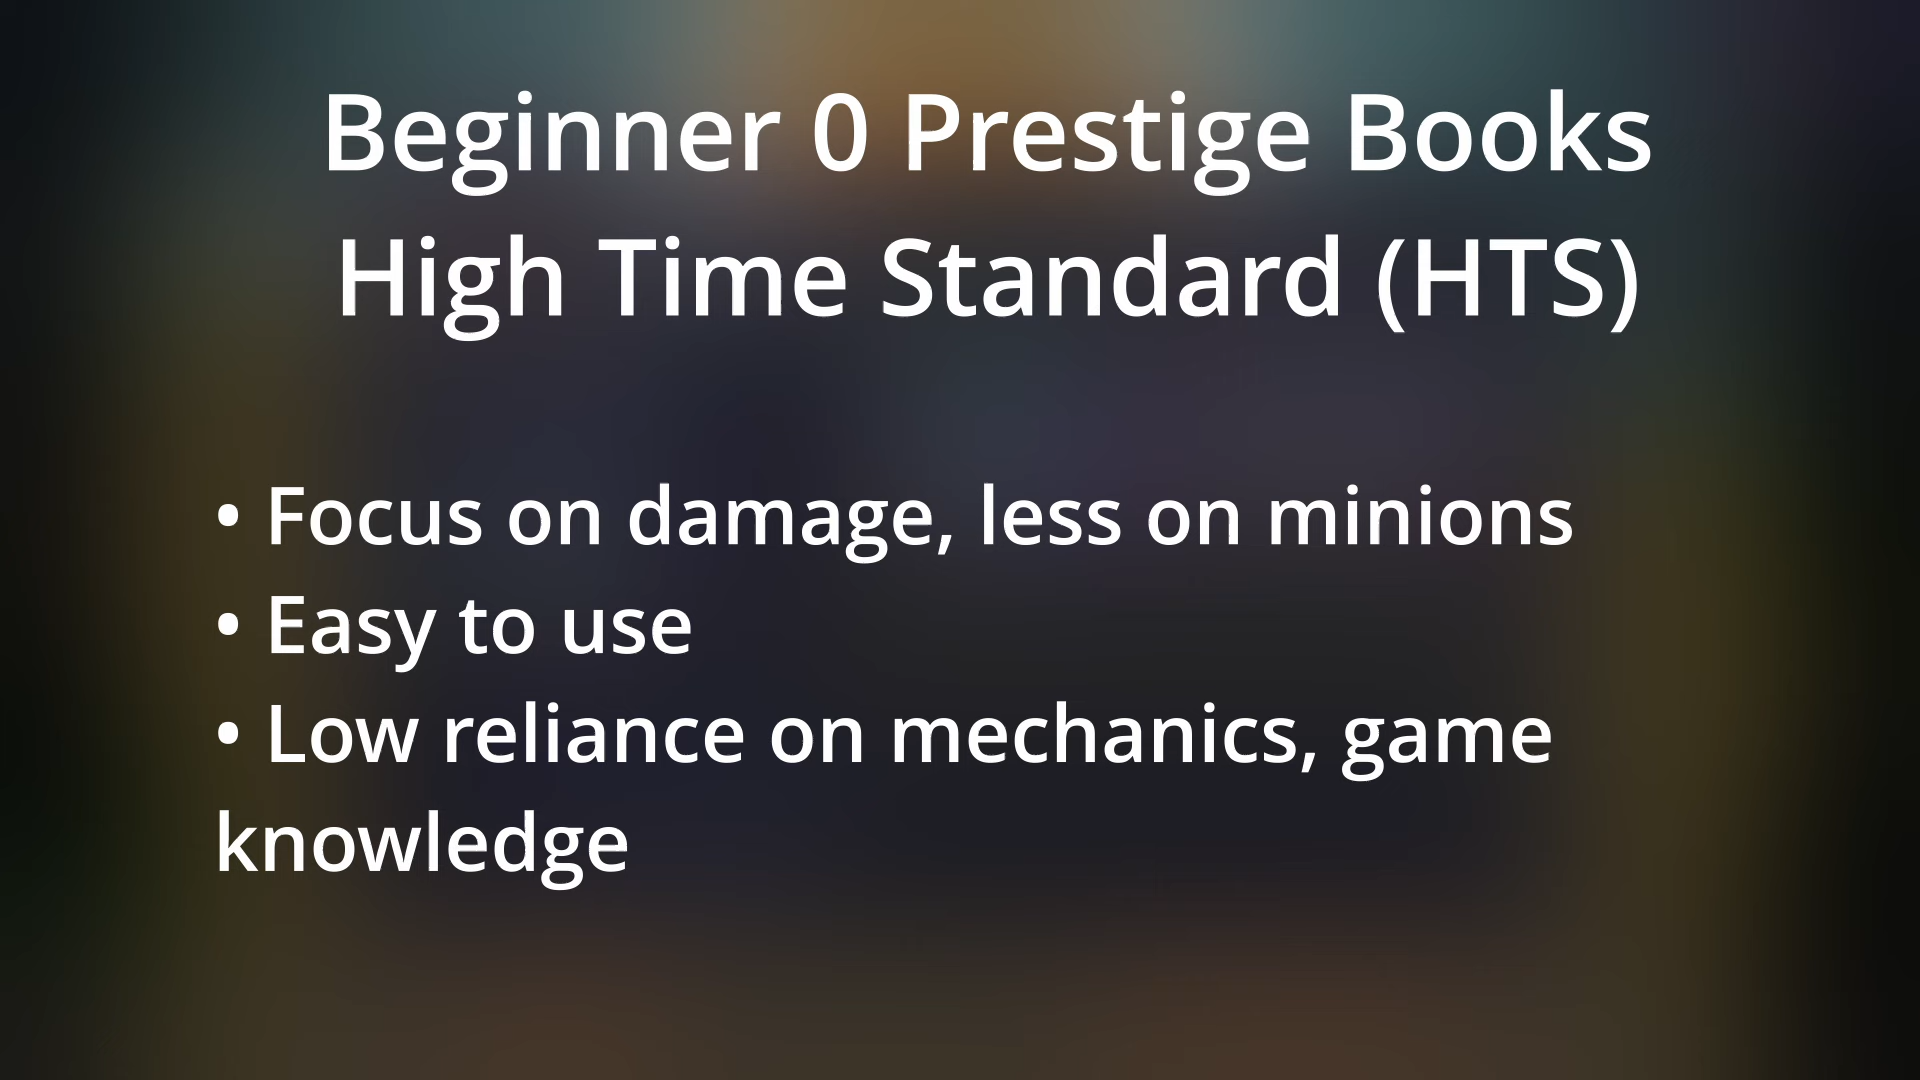 Beginner 0 Prestige Books
High Time Standard (HTS)
• Focus on damage, less on minions
• Easy to use
• Low reliance on mechanics, game
knowledge